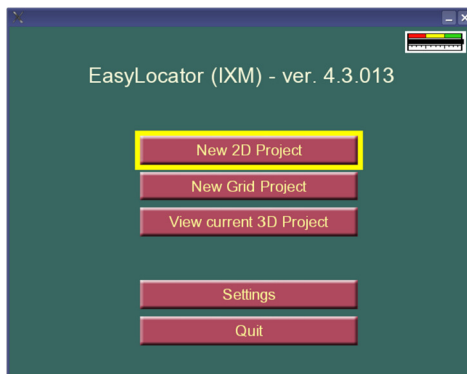 EasyLocator (IXM) - ver. 4.3.013
New 2D Project
New Grid Project
View current 3D Project
Settings
Quit